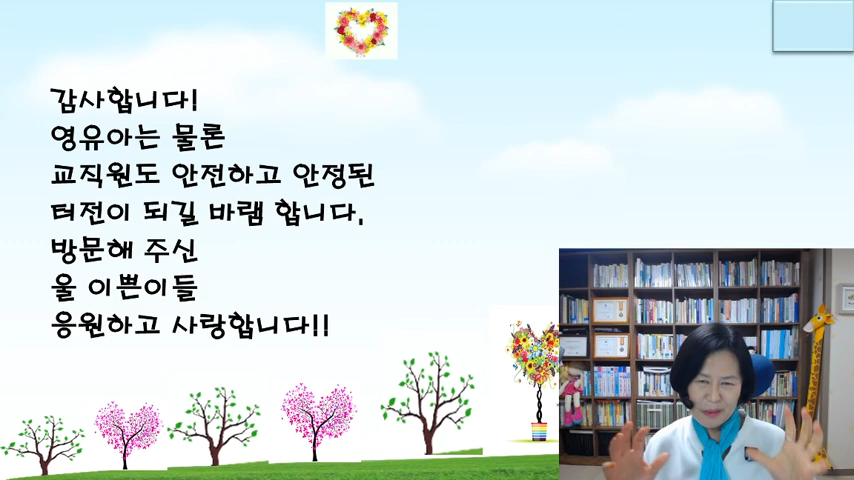 감사합니다!
영유아는 물론
교직원도 안전하고 안정된
터전이 되길 바램 합니다.
방문해 주신
울 이쁜이들
응원하고 사랑합니다!!